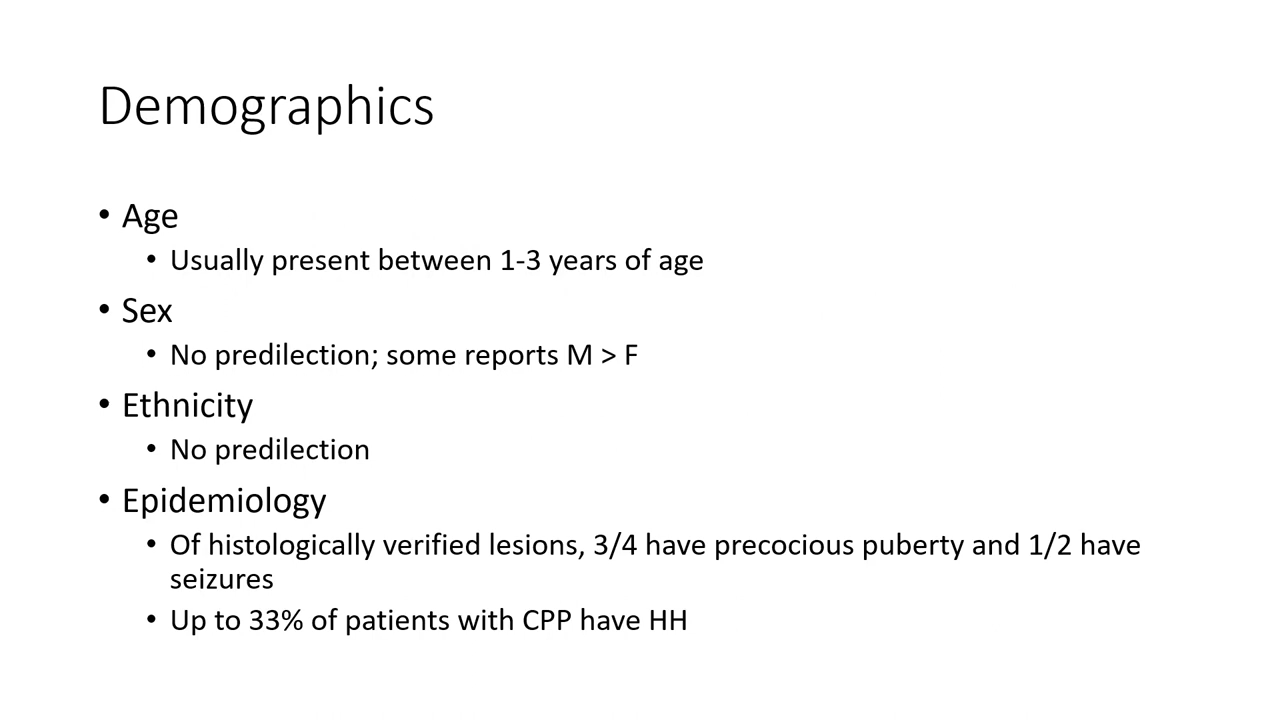 Demographics
• Age
• Usually present between 1-3 years of age
• Sex
• No predilection; some reports M > F
• Ethnicity
• No predilection
• Epidemiology
• Of histologically verified lesions, 3/4 have precocious puberty and 1/2 have
seizures
• Up to 33% of patients with CPP have HH